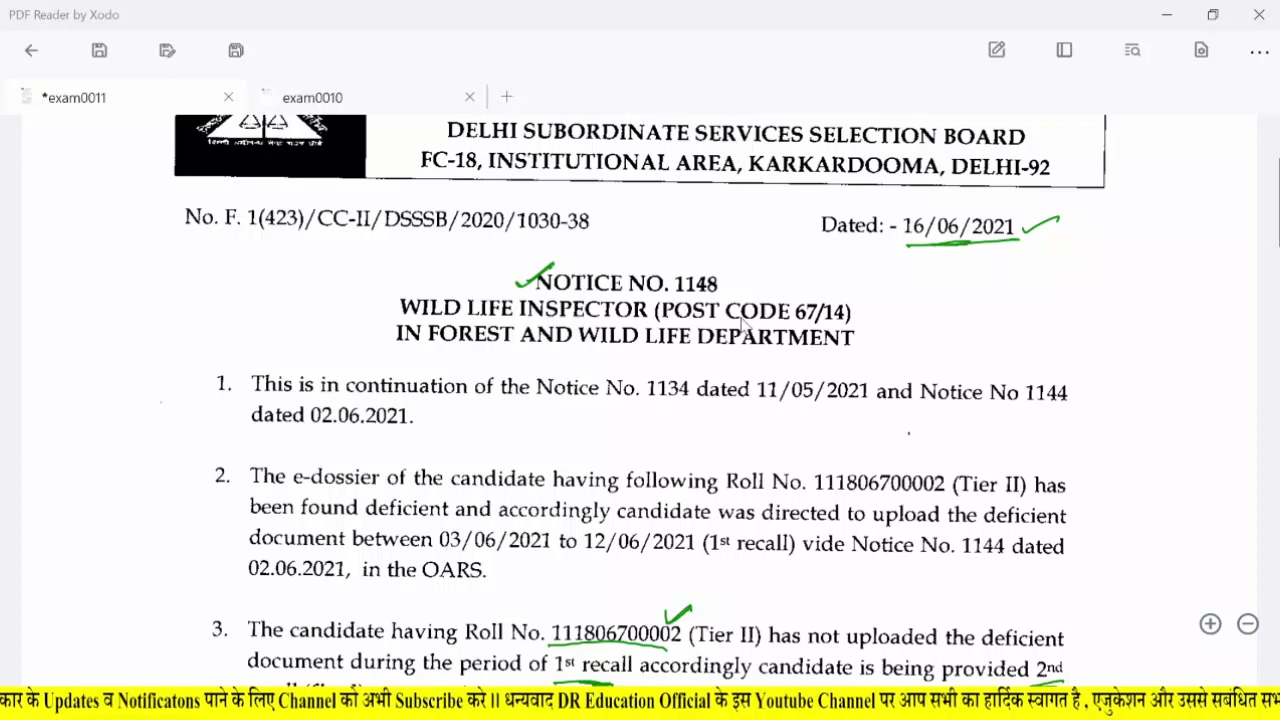 PDF Reader by Xodo
*exam0011
exam0010
DELHI SUBORDINATE SERVICES SELECTION BOARD
FC-18, INSTITUTIONAL AREA, KARKARDOOMA, DELHI-92
No. F. 1(423)/CC-II/DSSSB/2020/1030-38
Dated: - 16/06/2021
NOTICE NO. 1148
WILD LIFE INSPECTOR (POST CODE 67/14)
IN FOREST AND WILD LIFE DEPARTMENT
1. This is in continuation of the Notice No. 1134 dated 11/05/2021 and Notice No 1144
dated 02.06.2021.
2. The e-dossier of the candidate having following Roll No. 111806700002 (Tier II) has
been found deficient and accordingly candidate was directed to upload the deficient
document between 03/06/2021 to 12/06/2021 (1st recall) vide Notice No. 1144 dated
02.06.2021, in the OARS.
3. The candidate having Roll No. 111806700002 (Tier II) has not uploaded the deficient
document during the period of 1st recall accordingly candidate is being provided 2nd
कार के Updates व Notificatons पाने के लिए Channel को अभी Subscribe करे॥ धन्यवाद DR Education Official के इस Youtube Channel पर आप सभी का हार्दिक स्वागत है , एजुकेशन और उससे सबंधित सभ